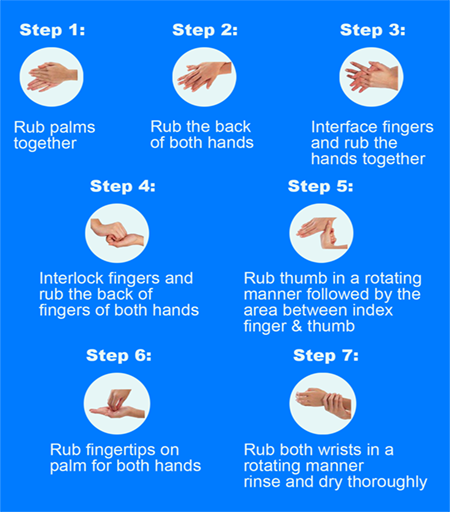 Step 1:
Rub palms
together
Step 2:
Rub the back
of both hands
Step 3:
Interface fingers
and rub the
hands together
Step 4:
Interlock fingers and
rub the back of
fingers of both hands
Step 5:
Rub thumb in a rotating
manner followed by the
area between index
finger & thumb
Step 6:
Rub fingertips on
palm for both hands
Step 7:
Rub both wrists in a
rotating manner
rinse and dry thoroughly